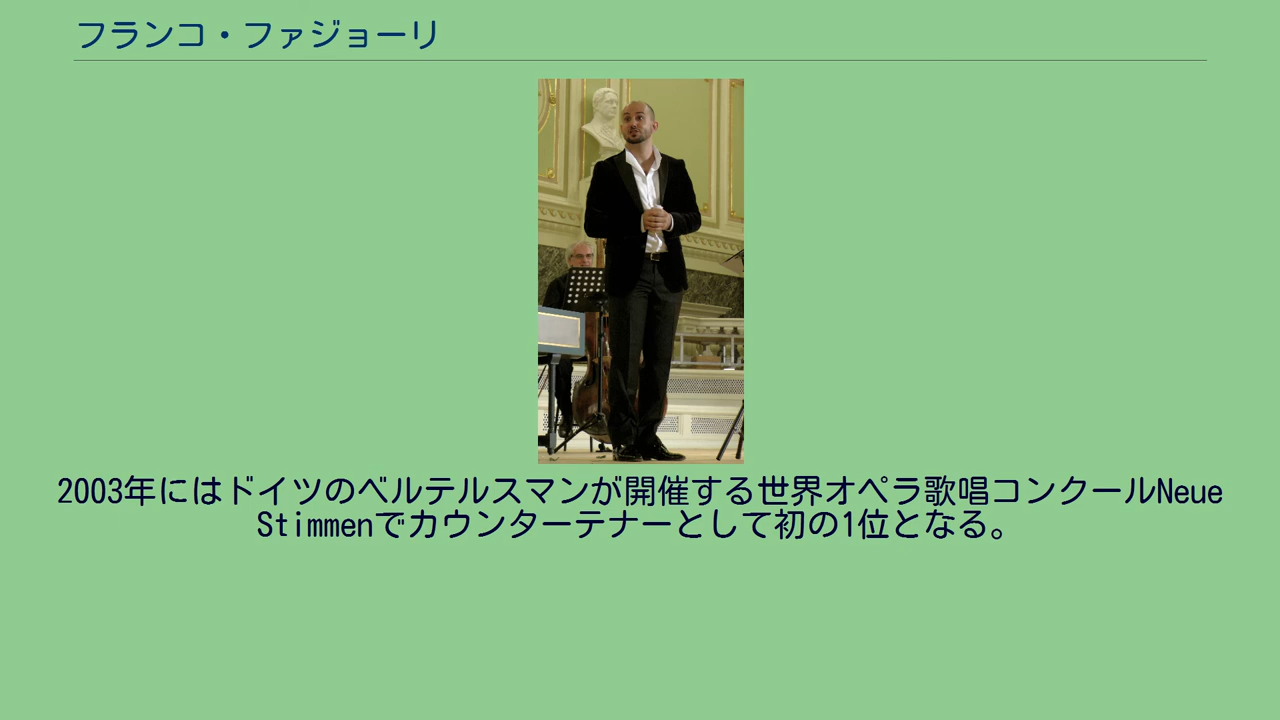 フランコ・ファジョーリ
2003年にはドイツのベルテルスマンが開催する世界オペラ歌唱コンクールNeue
Stimmenでカウンターテナーとして初の1位となる。